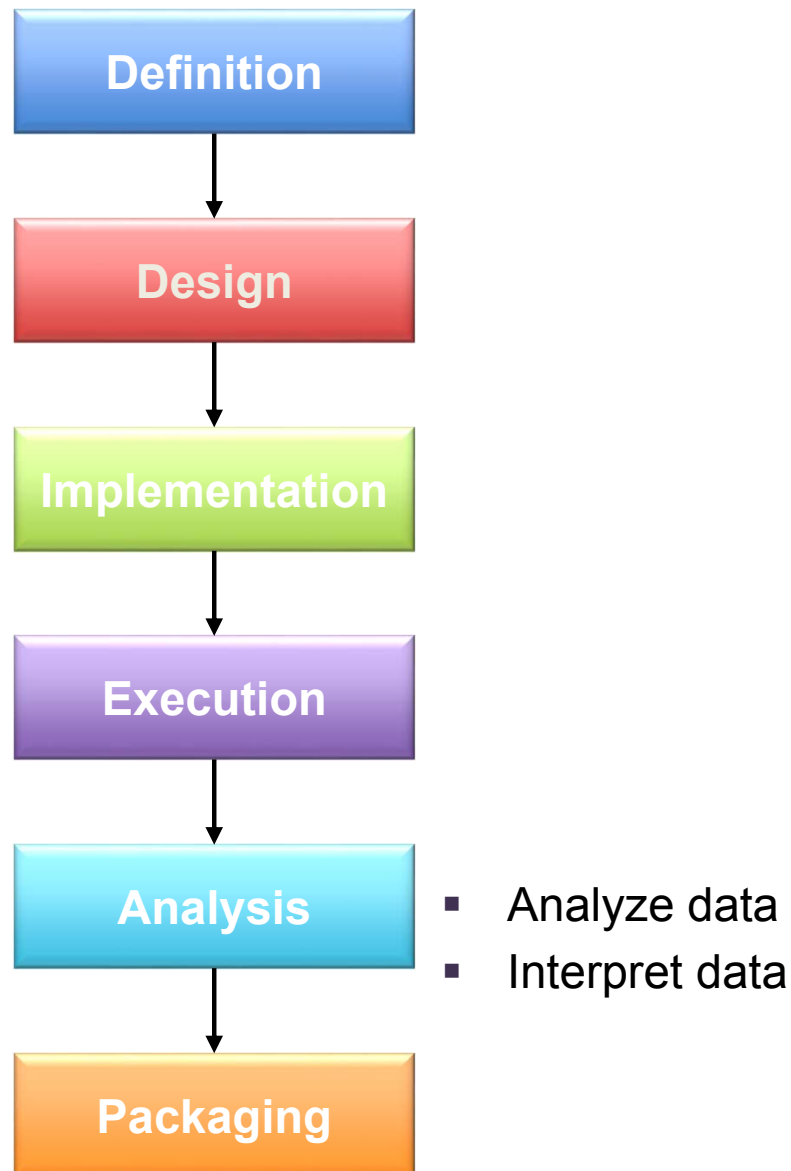 Definition
Design
Implementation
Execution
Analysis
▪ Analyze data
▪ Interpret data
Packaging